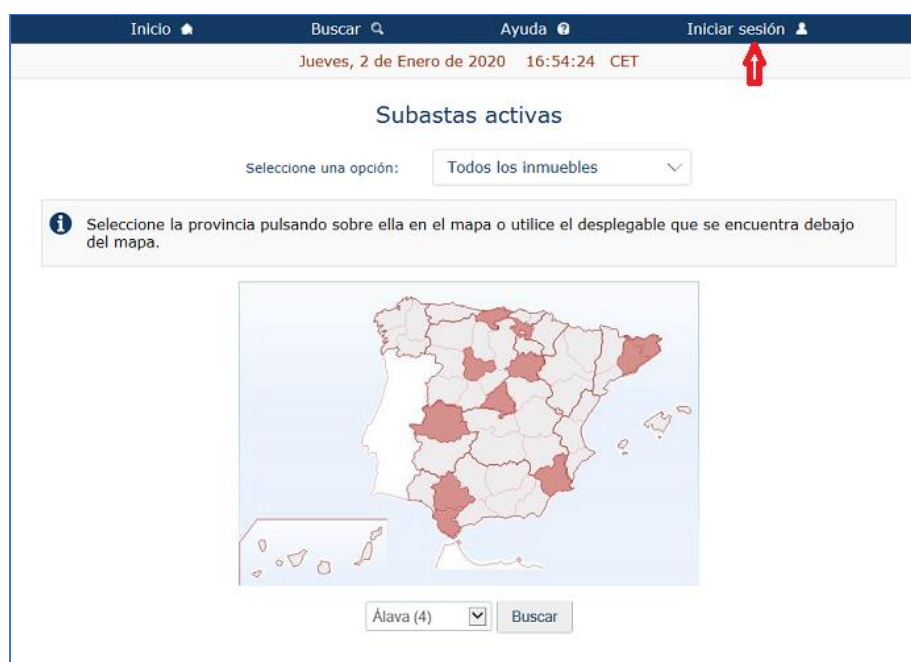 Inicio Buscar Ayuda Iniciar sesión
Jueves, 2 de Enero de 2020 16:54:24 CET
Subastas activas
Seleccione una opción: Todos los inmuebles
Seleccione la provincia pulsando sobre ella en el mapa o utilice el desplegable que se encuentra debajo
del mapa.
Álava (4) Buscar